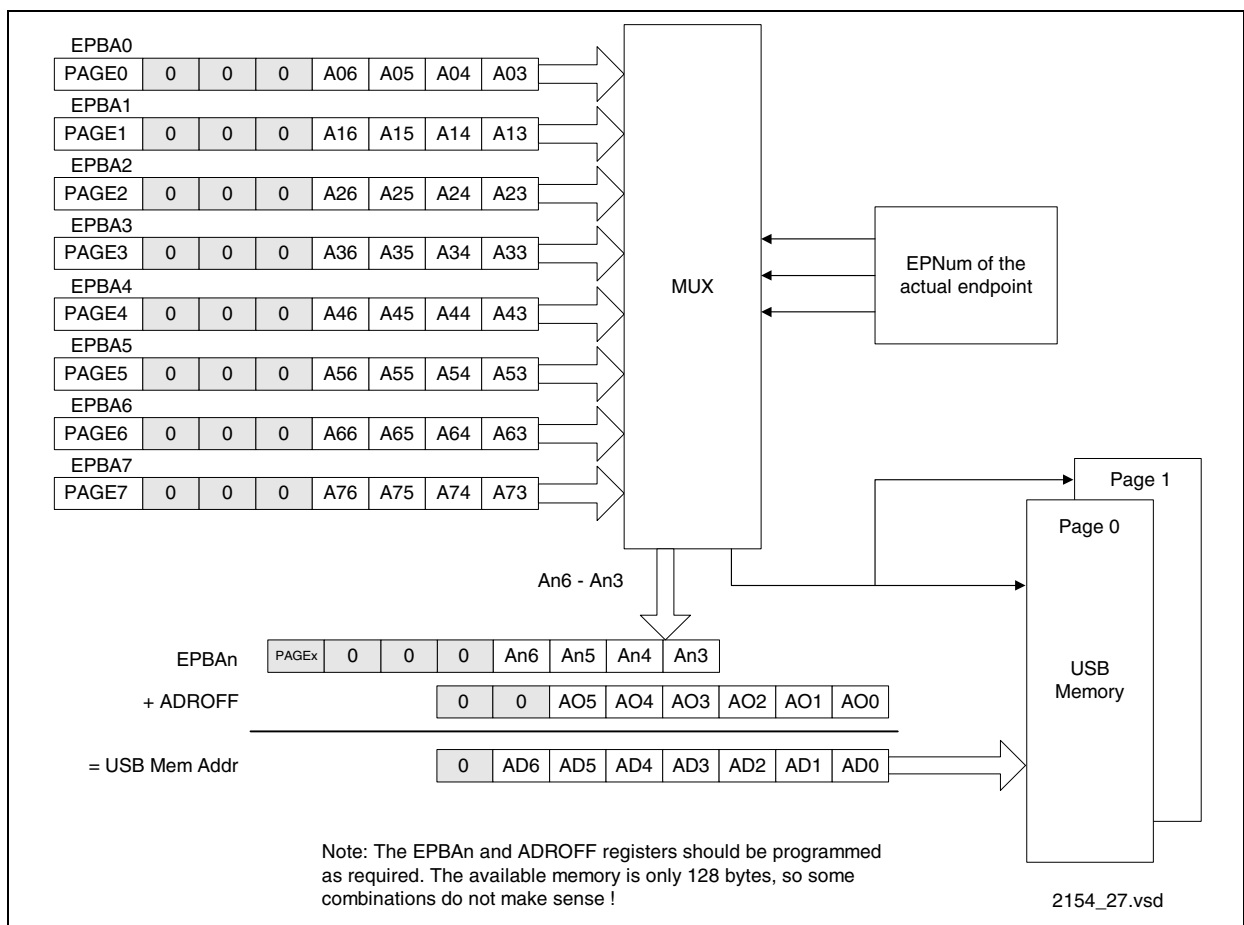 EPBA0
PAGE0 0 0 0 A06 A05 A04 A03
EPBA1
PAGE1 0 0 0 A16 A15 A14 A13
EPBA2
PAGE2 0 0 0 A26 A25 A24 A23
EPBA3
PAGE3 0 0 0 A36 A35 A34 A33
EPBA4
PAGE4 0 0 0 A46 A45 A44 A43
EPBA5
PAGE5 0 0 0 A56 A55 A54 A53
EPBA6
PAGE6 0 0 0 A66 A65 A64 A63
EPBA7
PAGE7 0 0 0 A76 A75 A74 A73
MUX
EPNum of the
actual endpoint
Page 1
Page 0
USB
Memory
An6 - An3
EPBAn PAGEx 0 0 0 An6 An5 An4 An3
+ ADROFF 0 0 AO5 AO4 AO3 AO2 AO1 AO0
= USB Mem Addr 0 AD6 AD5 AD4 AD3 AD2 AD1 AD0
Note: The EPBAn and ADROFF registers should be programmed
as required. The available memory is only 128 bytes, so some
combinations do not make sense !
2154_27.vsd